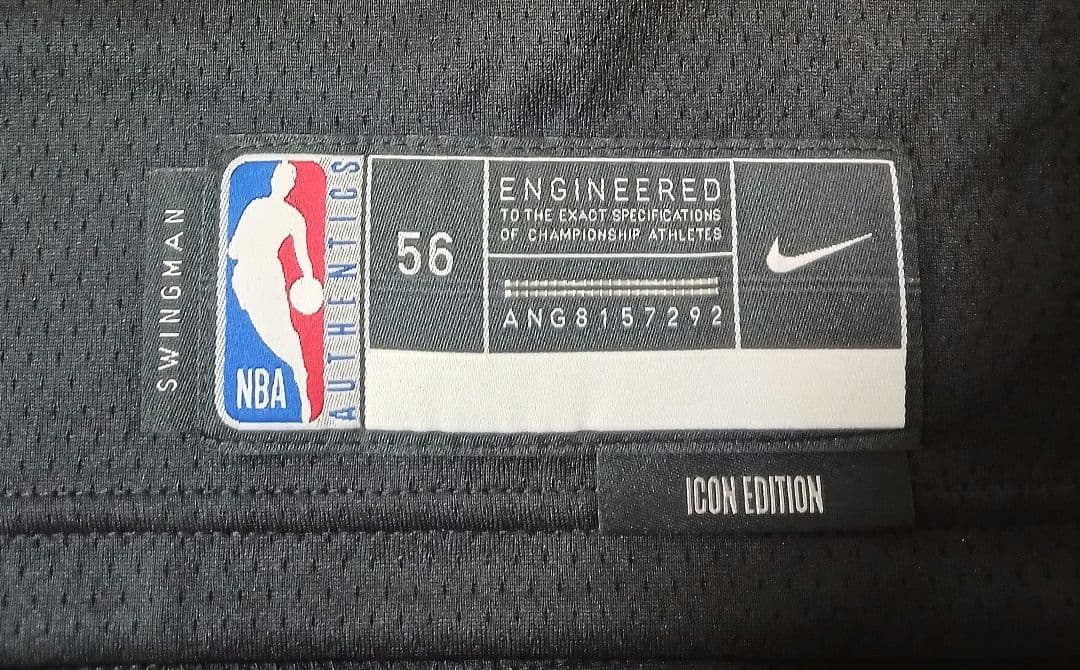 SWINGMAN
NBA
AUTHENTICS
56
ENGINEERED
TO THE EXACT SPECIFICATIONS
OF CHAMPIONSHIP ATHLETES
ANG8157292
ICON EDITION